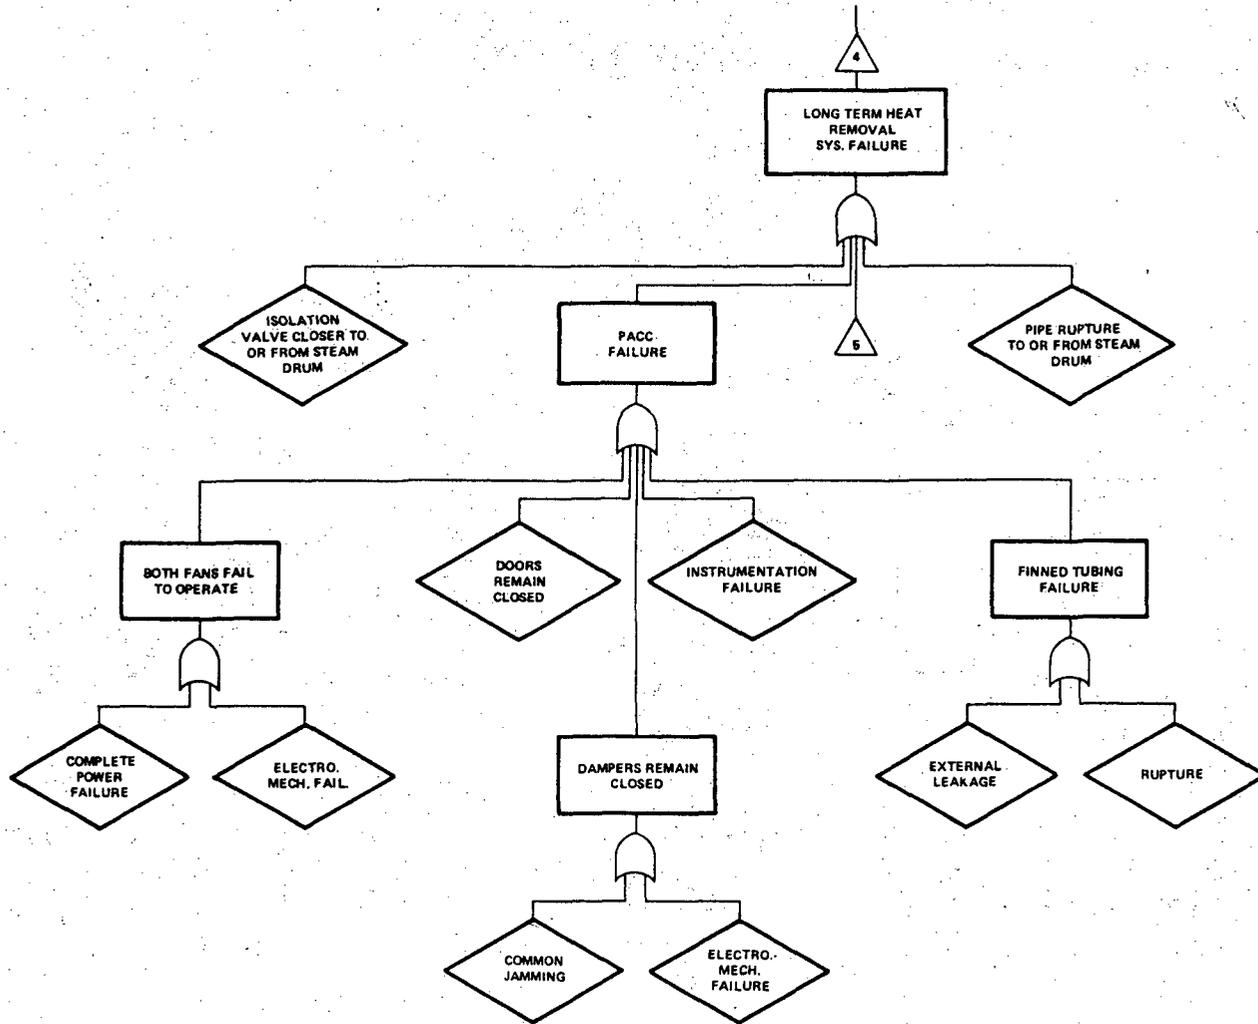 4
LONG TERM HEAT
REMOVAL
SYS. FAILURE
ISOLATION
VALVE CLOSER TO
OR FROM STEAM
DRUM
PACC
FAILURE
5
PIPE RUPTURE
TO OR FROM STEAM
DRUM
BOTH FANS FAIL
TO OPERATE
DOORS
REMAIN
CLOSED
INSTRUMENTATION
FAILURE
FINNED TUBING
FAILURE
COMPLETE
POWER
FAILURE
ELECTRO.
MECH. FAIL.
DAMPERS REMAIN
CLOSED
EXTERNAL
LEAKAGE
RUPTURE
COMMON
JAMMING
ELECTRO.-
MECH.
FAILURE